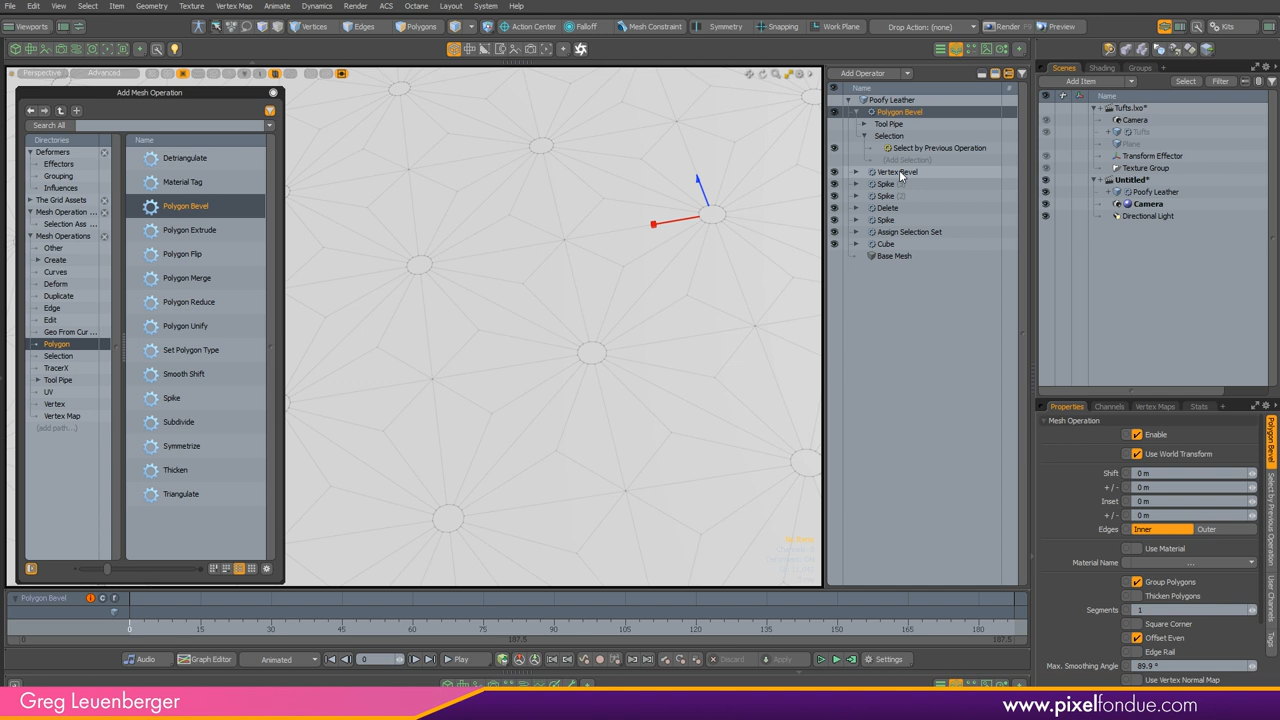 File Edit View Select Item Geometry Texture Vertex Map Animate Dynamics Render ACS Octane Layout System Help
Viewports Vertices Edges Polygons Action Center Falloff Mesh Constraint Symmetry Snapping Work Plane Drop Action: (none) Render Preview Kits
Perspective Advanced
Add Mesh Operation
Search All
Directories Name
Deformers
Effectors
Grouping
Influences
The Grid Assets
Mesh Operation ...
Selection Ass ...
Mesh Operations
Other
Create
Curves
Deform
Duplicate
Edge
Edit
Geo From Cur ...
Polygon
Selection
TracerX
Tool Pipe
UV
Vertex
Vertex Map
(add path...)
Detriangulate
Material Tag
Polygon Bevel
Polygon Extrude
Polygon Flip
Polygon Merge
Polygon Reduce
Polygon Unify
Set Polygon Type
Smooth Shift
Spike
Subdivide
Symmetrize
Thicken
Triangulate
Add Operator
Name #
Poofy Leather
Polygon Bevel
Tool Pipe
Selection
Select by Previous Operation
(Add Selection)
Vertex Bevel
Spike
Spike (2)
Delete
Spike
Assign Selection Set
Cube
Base Mesh
Scenes Shading Groups
Add Item Select Filter
Name
Tufts.lxo*
Camera
Tufts
Plane
Transform Effector
Texture Group
Untitled*
Poofy Leather
Camera
Directional Light
Properties Channels Vertex Maps Stats +
Mesh Operation
Enable
Use World Transform
Shift 0 m
+ / - 0 m
Inset 0 m
+ / - 0 m
Edges Inner Outer
Use Material
Material Name ...
Group Polygons
Thicken Polygons
Segments 1
Square Corner
Offset Even
Edge Rail
Max. Smoothing Angle 89.9 °
Use Vertex Normal Map
Polygon Bevel
Select by Previous Operation
User Channels
Tags
Polygon Bevel
0 15 30 45 60 75 90 105 120 135 150 165 180
0 187.5 187.5
Audio Graph Editor Animated 0 Play Discard Apply Settings
Greg Leuenberger
www.pixelfondue.com